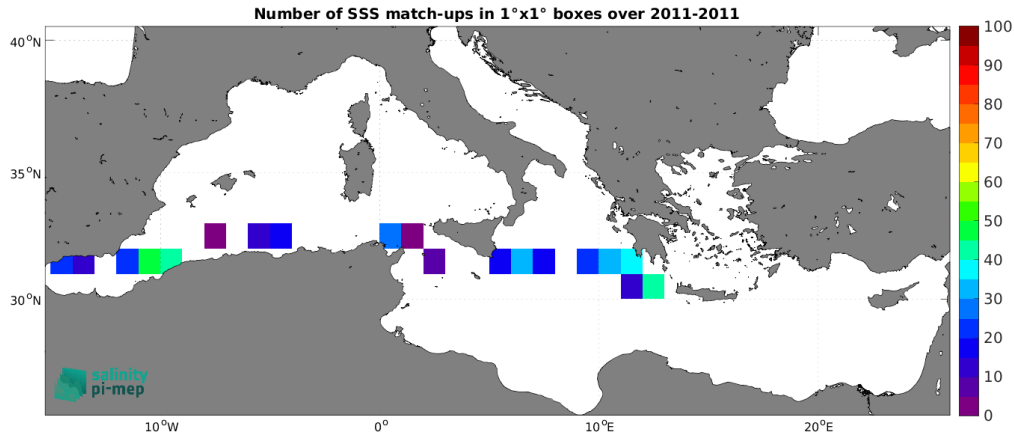 Number of SSS match-ups in 1°x1° boxes over 2011-2011
40°N
35°N
30°N
10°W
0°
10°E
20°E
100
90
80
70
60
50
40
30
20
10
0
salinity
pi-mep